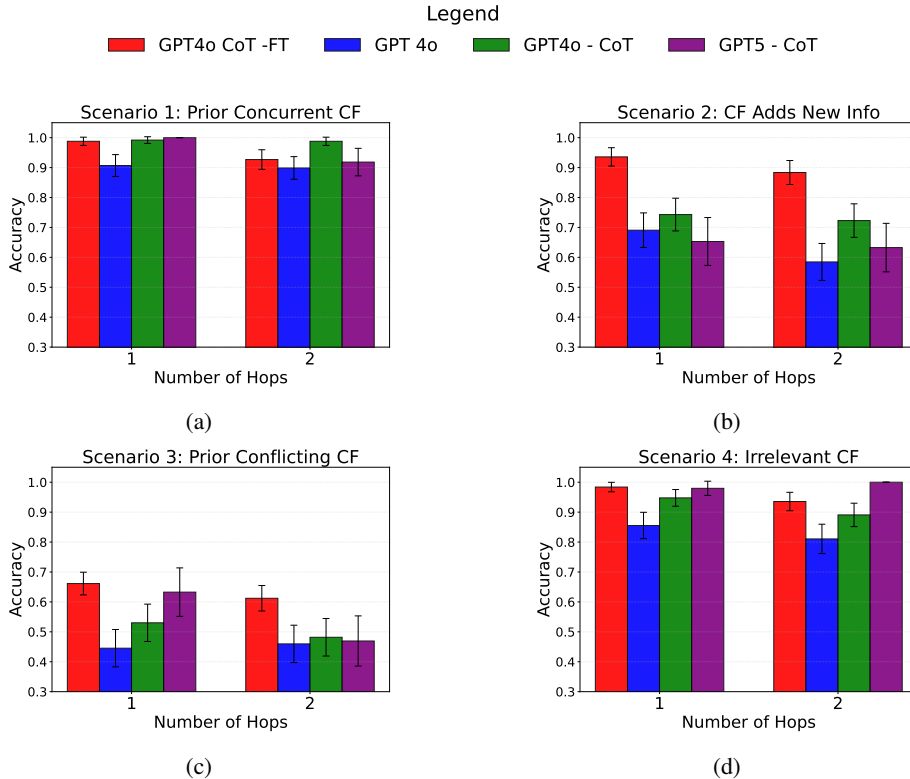 Legend
GPT4o CoT -FT GPT 4o GPT4o - CoT GPT5 - CoT
Scenario 1: Prior Concurrent CF
1.0
0.9
0.8
0.7
0.6
0.5
0.4
0.3
Accuracy
1 2
Number of Hops
(a)
Scenario 2: CF Adds New Info
1.0
0.9
0.8
0.7
0.6
0.5
0.4
0.3
Accuracy
1 2
Number of Hops
(b)
Scenario 3: Prior Conflicting CF
1.0
0.9
0.8
0.7
0.6
0.5
0.4
0.3
Accuracy
1 2
Number of Hops
(c)
Scenario 4: Irrelevant CF
1.0
0.9
0.8
0.7
0.6
0.5
0.4
0.3
Accuracy
1 2
Number of Hops
(d)